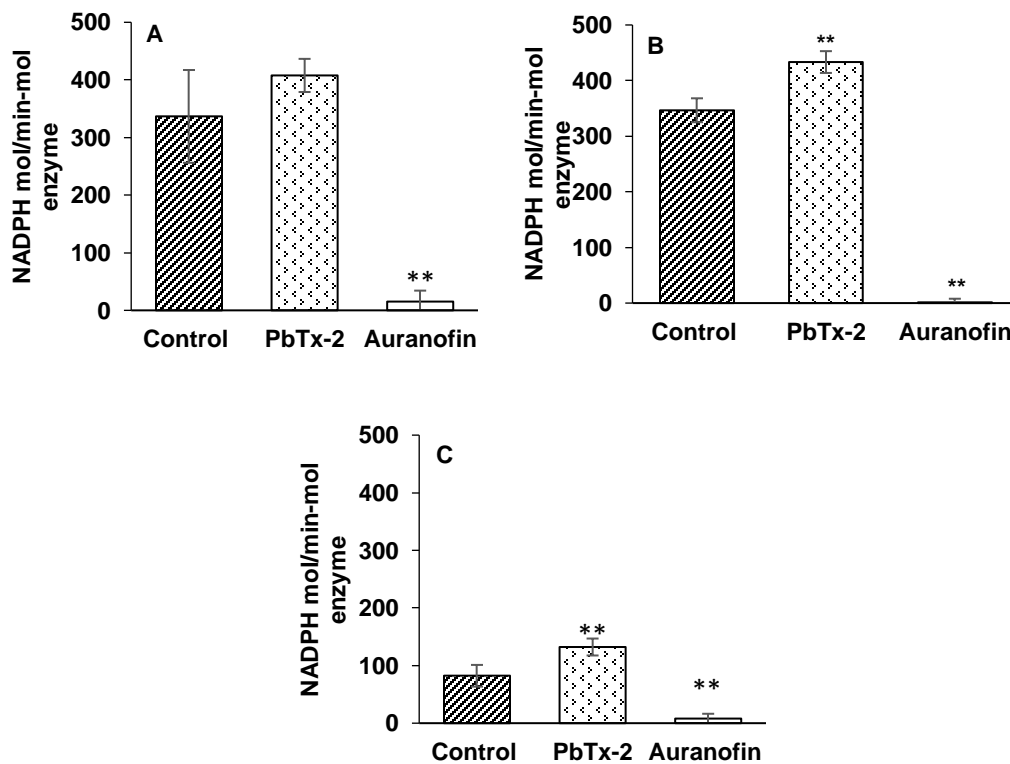 A
NADPH mol/min-mol
enzyme
500
400
300
200
100
0
**
Control PbTx-2 Auranofin
B
NADPH mol/min-mol
enzyme
500
400
300
200
100
0
**
**
Control PbTx-2 Auranofin
C
NADPH mol/min-mol
enzyme
500
400
300
200
100
0
**
**
Control PbTx-2 Auranofin